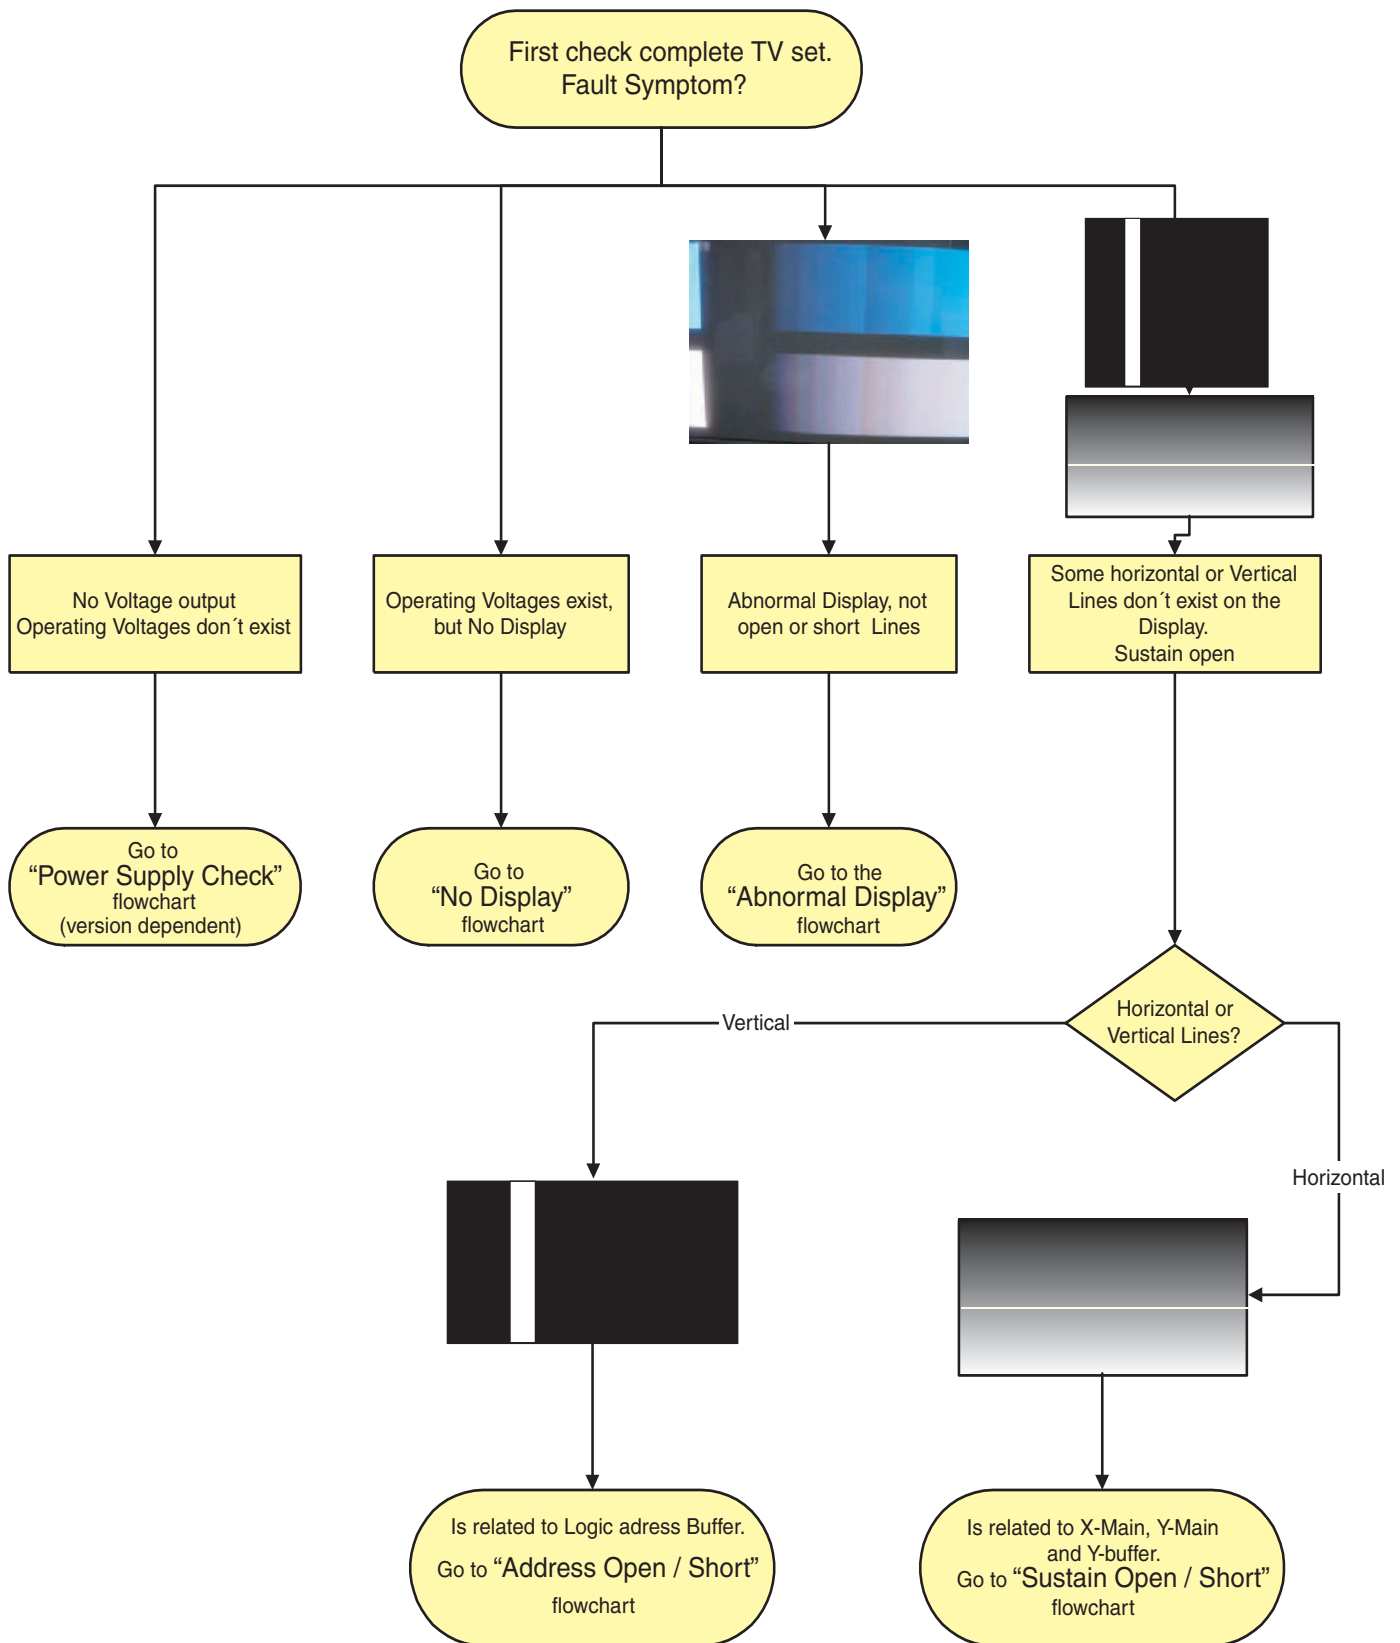 First check complete TV set.
Fault Symptom?
No Voltage output
Operating Voltages don´t exist
Operating Voltages exist,
but No Display
Abnormal Display, not
open or short Lines
Some horizontal or Vertical
Lines don´t exist on the
Display.
Sustain open
Go to
“Power Supply Check”
flowchart
(version dependent)
Go to
“No Display”
flowchart
Go to the
“Abnormal Display”
flowchart
Horizontal or
Vertical Lines?
Vertical
Horizontal
Is related to Logic adress Buffer.
Go to “Address Open / Short”
flowchart
Is related to X-Main, Y-Main
and Y-buffer.
Go to “Sustain Open / Short”
flowchart